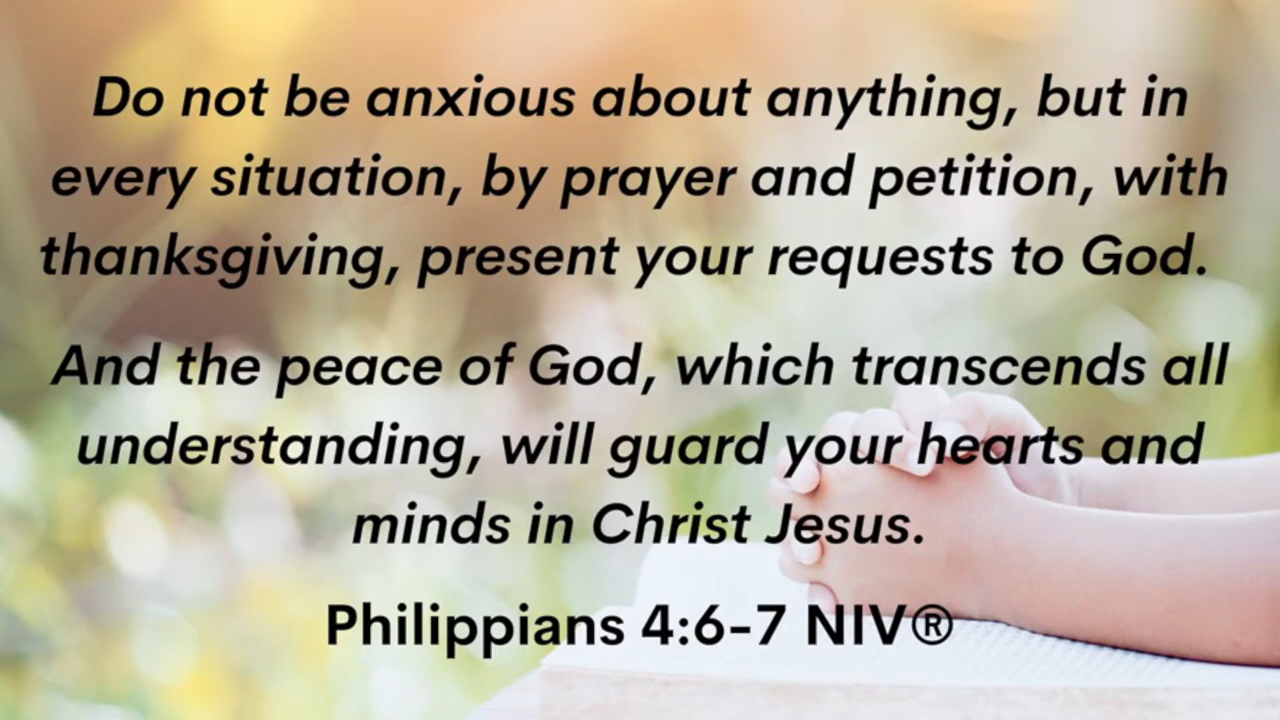 Do not be anxious about anything, but in
every situation, by prayer and petition, with
thanksgiving, present your requests to God.
And the peace of God, which transcends all
understanding, will guard your hearts and
minds in Christ Jesus.
Philippians 4:6-7 NIV®